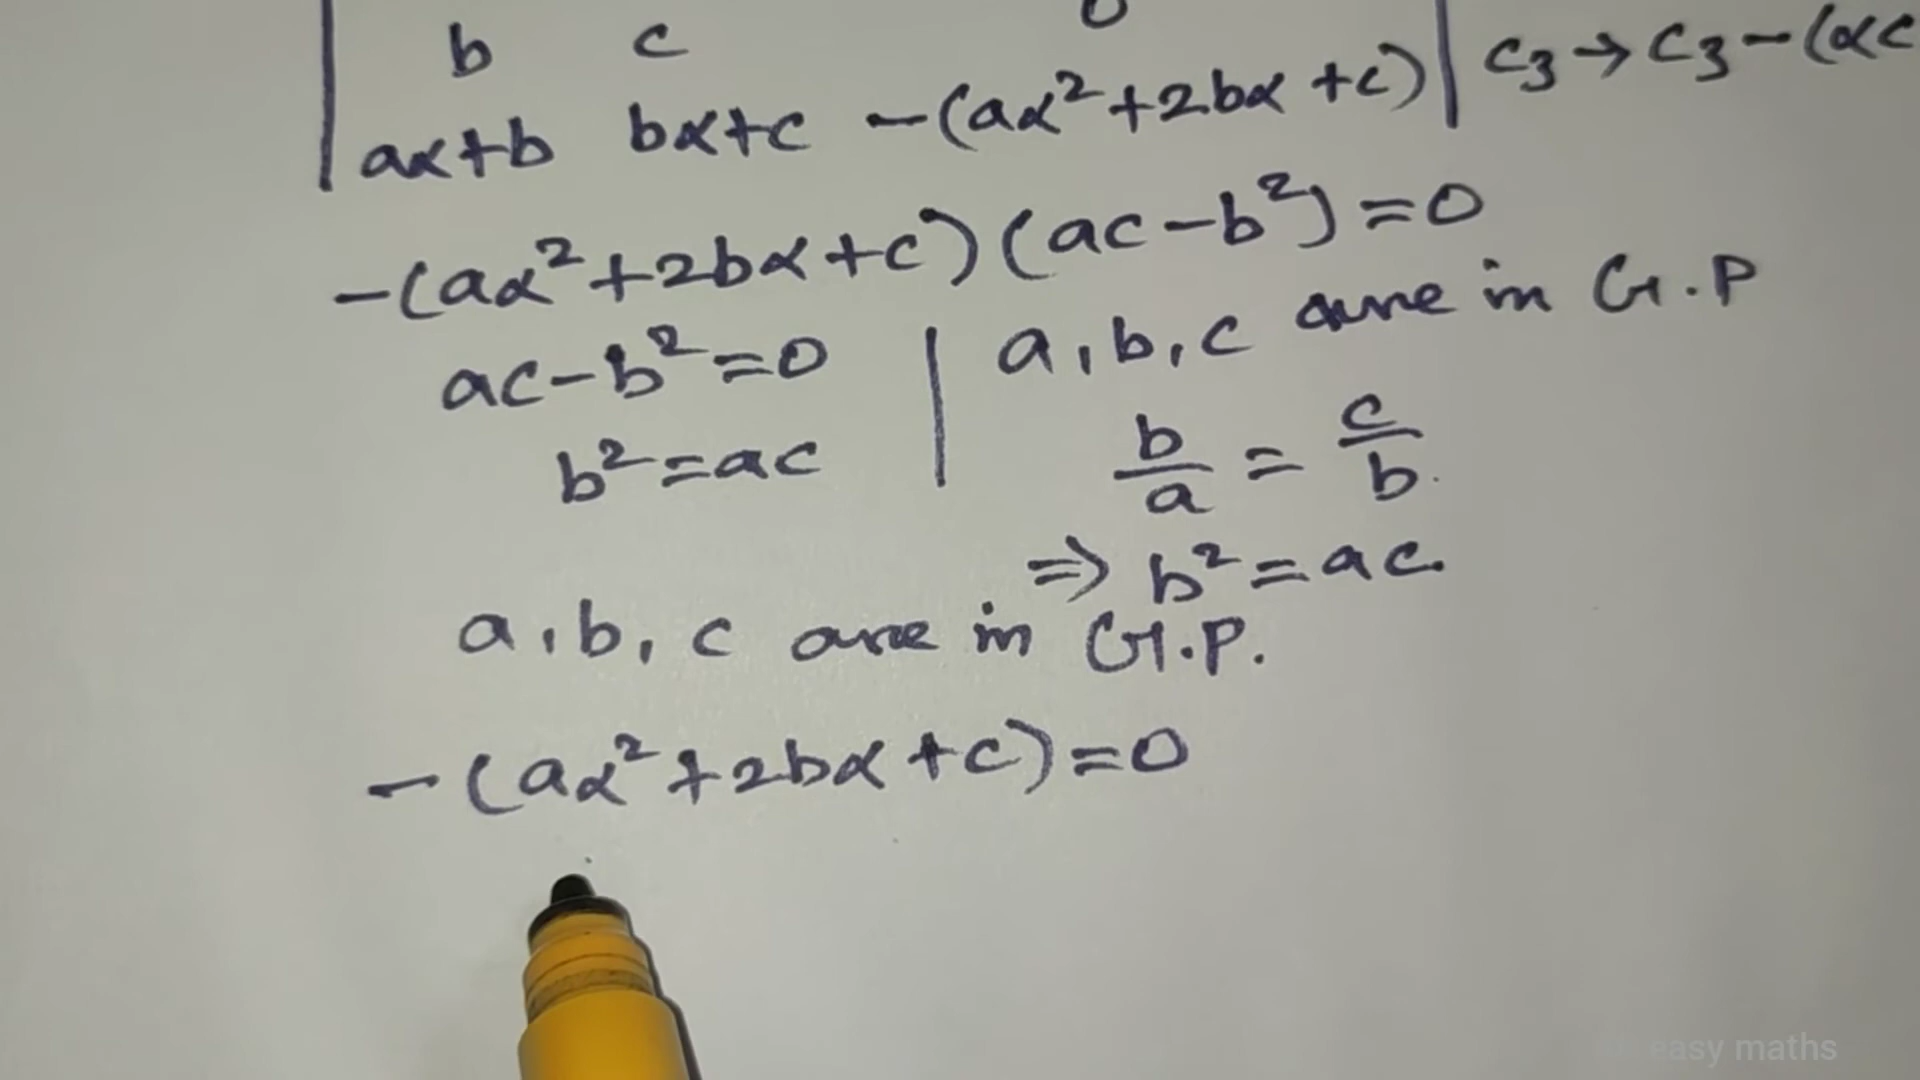 b c 0
aα+b bα+c -(aα²+2bα+c) | C₃→C₃-(αC
-(aα²+2bα+c)(ac-b²)=0
ac-b²=0 | a,b,c are in G.P
b²=ac b/a = c/b.
⇒ b²=ac.
a,b,c are in G.P.
-(aα²+2bα+c)=0
easy maths